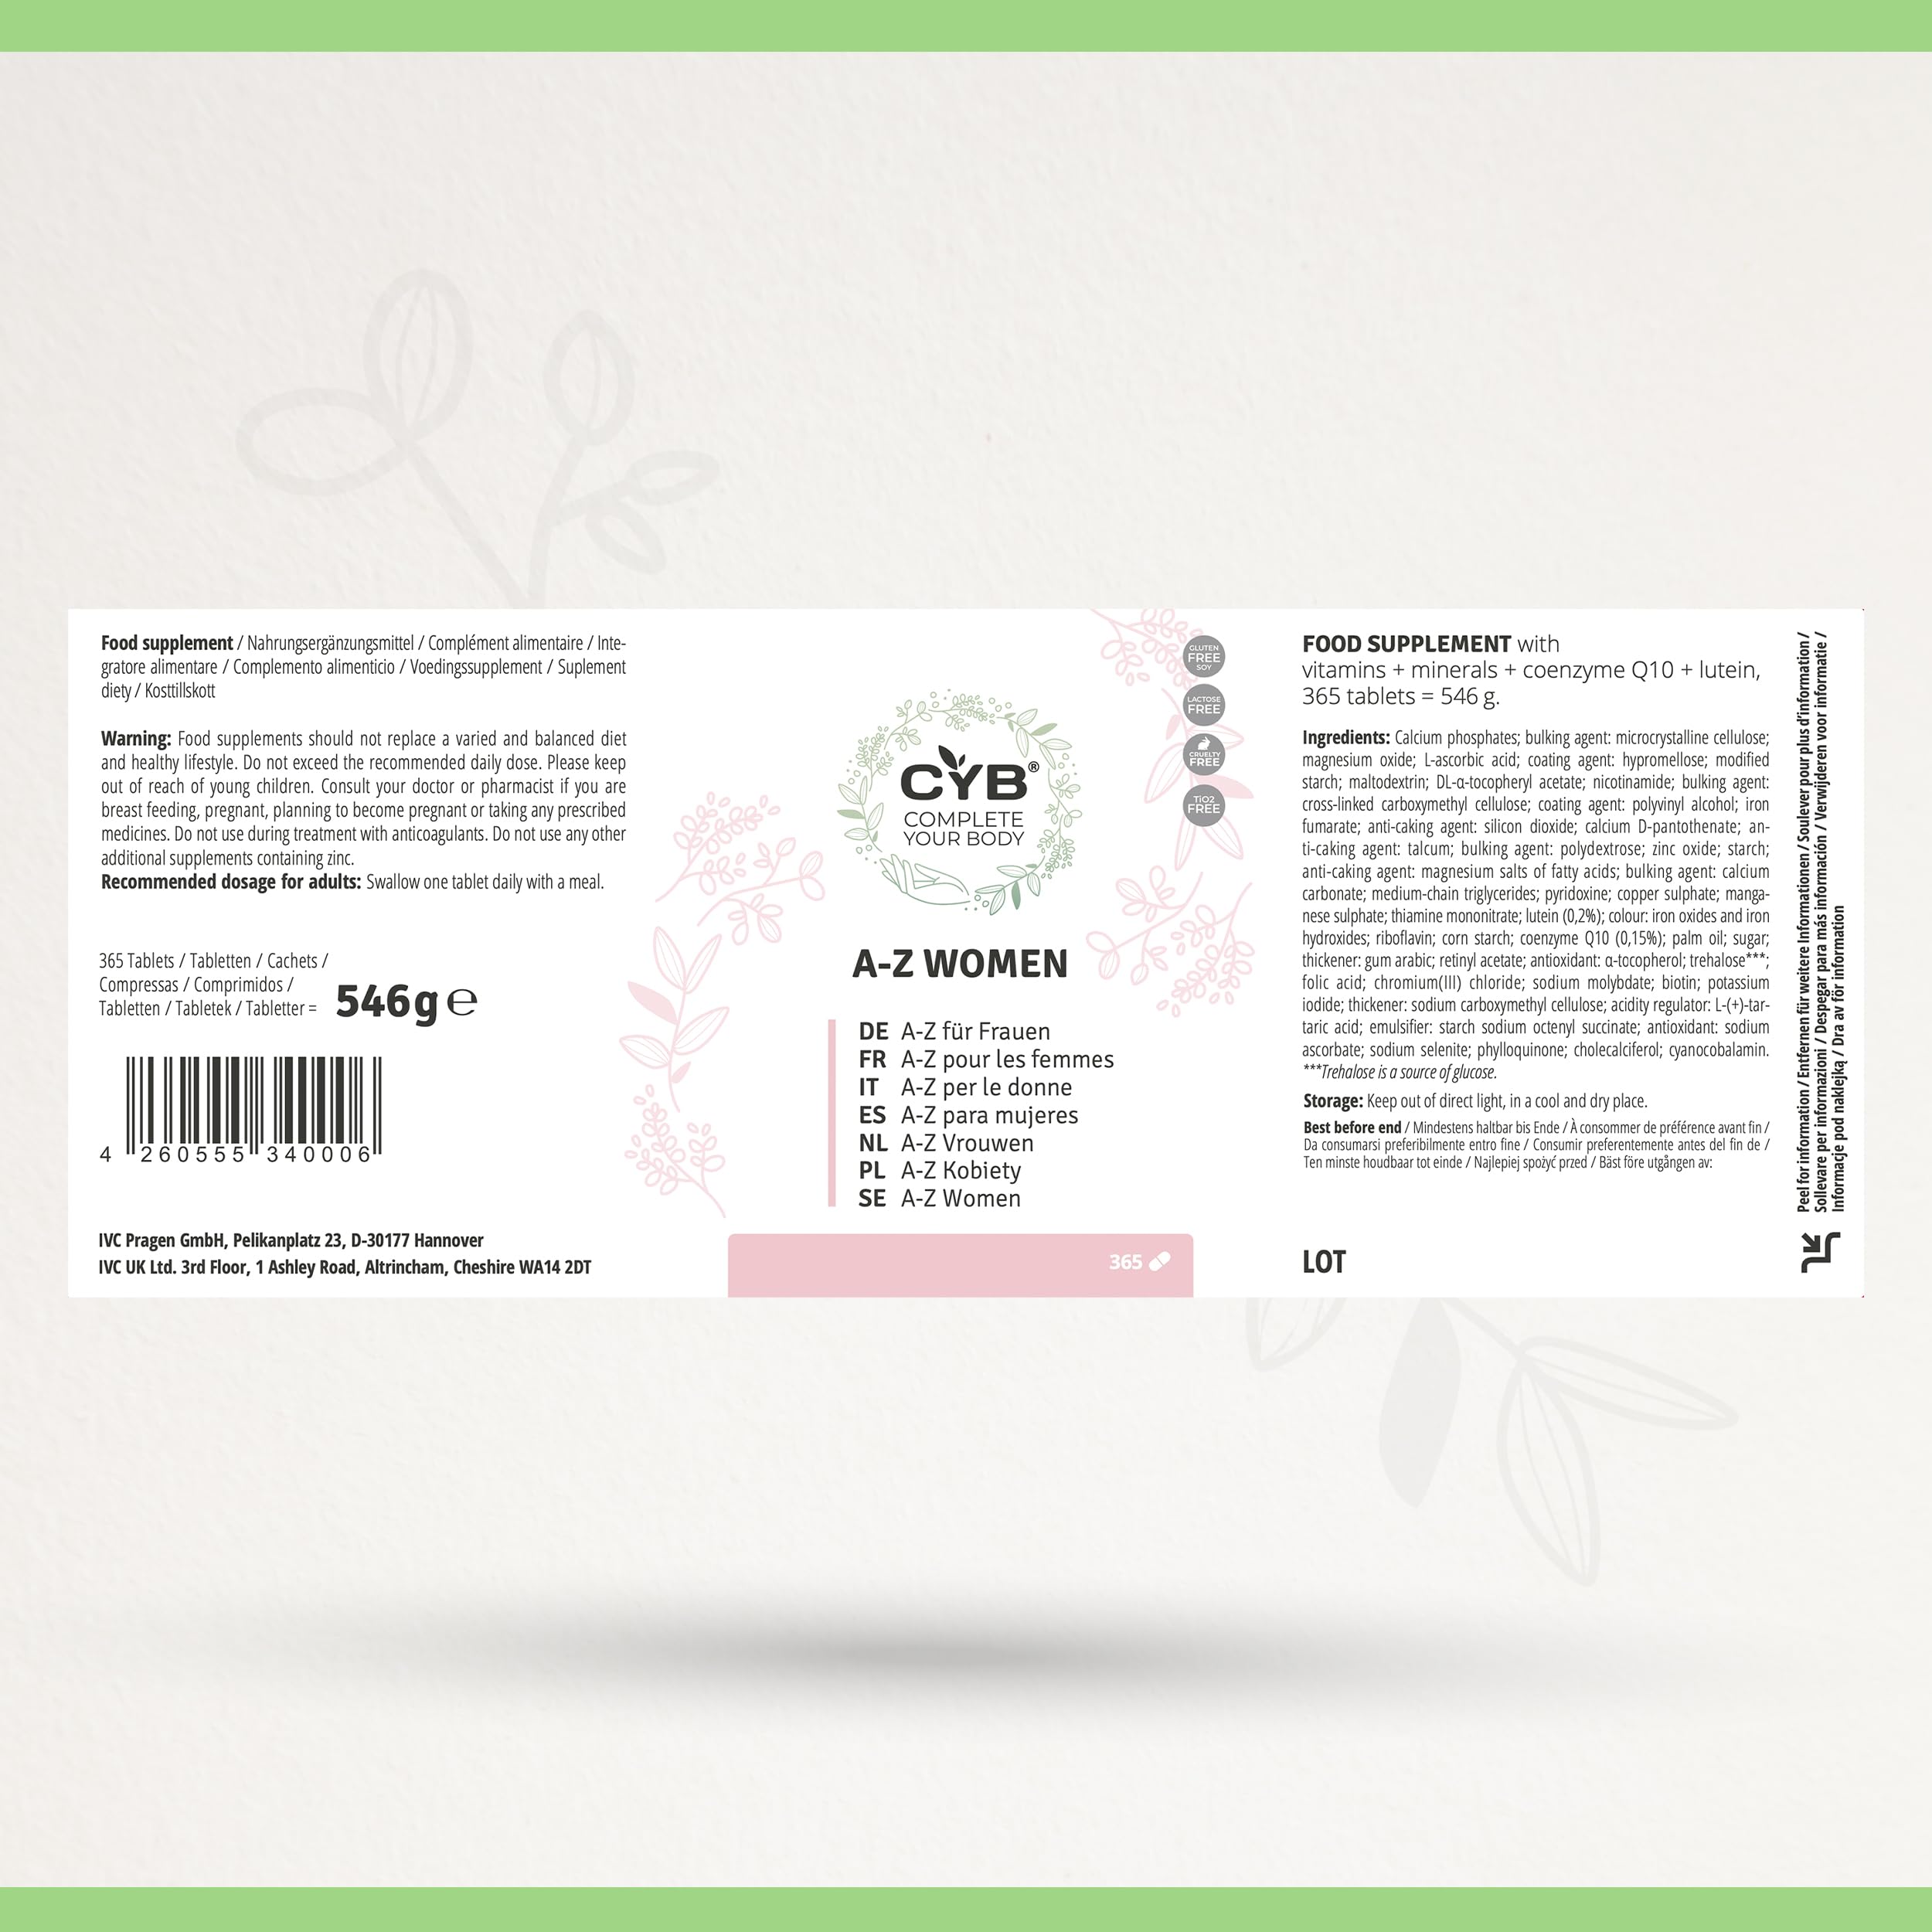 Food supplement / Nahrungsergänzungsmittel / Complément alimentaire / Inte-
gratore alimentare / Complemento alimenticio / Voedingssupplement / Suplement
diety / Kosttillskott
Warning: Food supplements should not replace a varied and balanced diet
and healthy lifestyle. Do not exceed the recommended daily dose. Please keep
out of reach of young children. Consult your doctor or pharmacist if you are
breast feeding, pregnant, planning to become pregnant or taking any prescribed
medicines. Do not use during treatment with anticoagulants. Do not use any other
additional supplements containing zinc.
Recommended dosage for adults: Swallow one tablet daily with a meal.
365 Tablets / Tabletten / Cachets /
Compressas / Comprimidos /
Tabletten / Tabletek / Tabletter =
546g ℮
4 260555 340006
IVC Pragen GmbH, Pelikanplatz 23, D-30177 Hannover
IVC UK Ltd. 3rd Floor, 1 Ashley Road, Altrincham, Cheshire WA14 2DT
CYB®
COMPLETE
YOUR BODY
GLUTEN
FREE
SOY
LACTOSE
FREE
CRUELTY
FREE
TiO2
FREE
A-Z WOMEN
DE A-Z für Frauen
FR A-Z pour les femmes
IT A-Z per le donne
ES A-Z para mujeres
NL A-Z Vrouwen
PL A-Z Kobiety
SE A-Z Women
365
FOOD SUPPLEMENT with
vitamins + minerals + coenzyme Q10 + lutein,
365 tablets = 546 g.
Ingredients: Calcium phosphates; bulking agent: microcrystalline cellulose;
magnesium oxide; L-ascorbic acid; coating agent: hypromellose; modified
starch; maltodextrin; DL-α-tocopheryl acetate; nicotinamide; bulking agent:
cross-linked carboxymethyl cellulose; coating agent: polyvinyl alcohol; iron
fumarate; anti-caking agent: silicon dioxide; calcium D-pantothenate; an-
ti-caking agent: talcum; bulking agent: polydextrose; zinc oxide; starch;
anti-caking agent: magnesium salts of fatty acids; bulking agent: calcium
carbonate; medium-chain triglycerides; pyridoxine; copper sulphate; manga-
nese sulphate; thiamine mononitrate; lutein (0,2%); colour: iron oxides and iron
hydroxides; riboflavin; corn starch; coenzyme Q10 (0,15%); palm oil; sugar;
thickener: gum arabic; retinyl acetate; antioxidant: α-tocopherol; trehalose***;
folic acid; chromium(III) chloride; sodium molybdate; biotin; potassium
iodide; thickener: sodium carboxymethyl cellulose; acidity regulator: L-(+)-tar-
taric acid; emulsifier: starch sodium octenyl succinate; antioxidant: sodium
ascorbate; sodium selenite; phylloquinone; cholecalciferol; cyanocobalamin.
***Trehalose is a source of glucose.
Storage: Keep out of direct light, in a cool and dry place.
Best before end / Mindestens haltbar bis Ende / À consommer de préférence avant fin /
Da consumarsi preferibilmente entro fine / Consumir preferentemente antes del fin de /
Ten minste houdbaar tot einde / Najlepiej spożyć przed / Bäst före utgången av:
LOT
Peel for information / Entfernen für weitere Informationen / Soulever pour plus d'information /
Sollevare per informazioni / Despegar para más información / Verwijderen voor informatie /
Informacje pod naklejką / Dra av för information